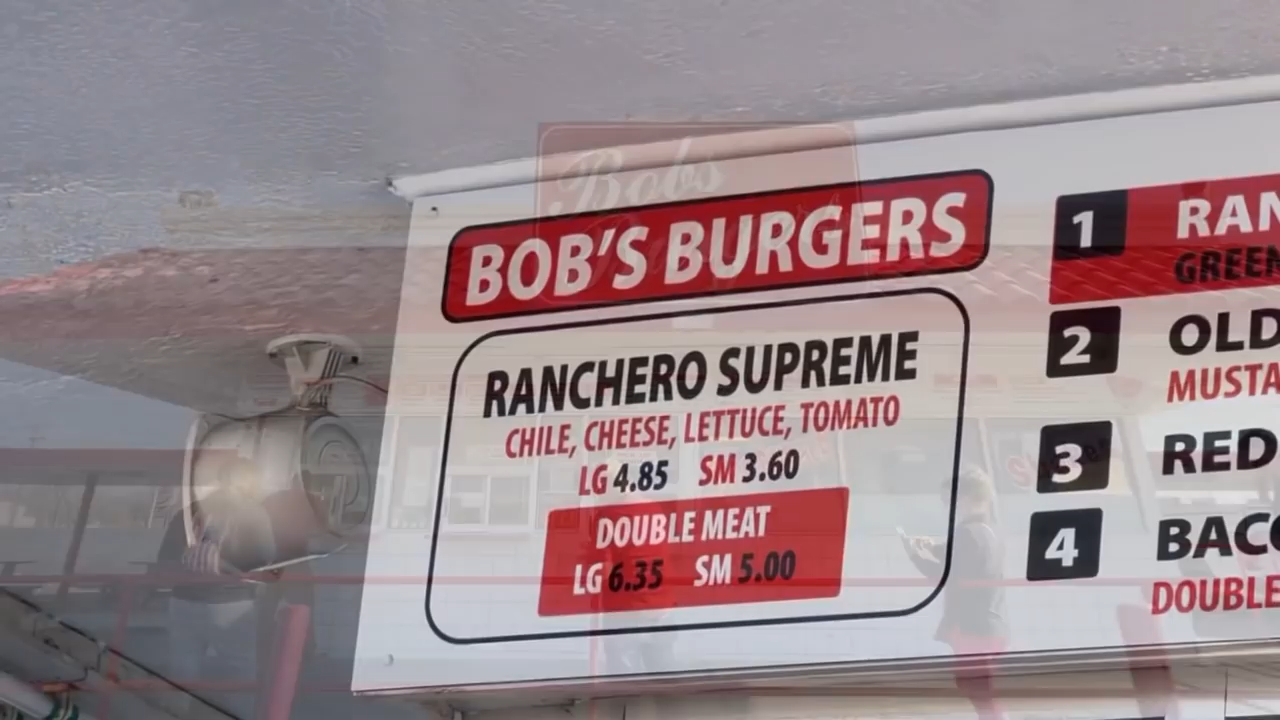 Bobs
BOB'S BURGERS
RANCHERO SUPREME
CHILE, CHEESE, LETTUCE, TOMATO
LG 4.85 SM 3.60
DOUBLE MEAT
LG 6.35 SM 5.00
1 RAN
GREEN
2 OLD
MUSTA
3 RED
4 BACO
DOUBLE